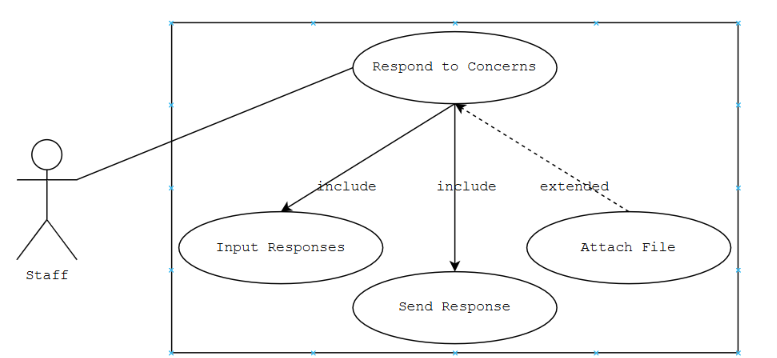 Respond to Concerns
include
include
extended
Input Responses
Attach File
Staff
Send Response